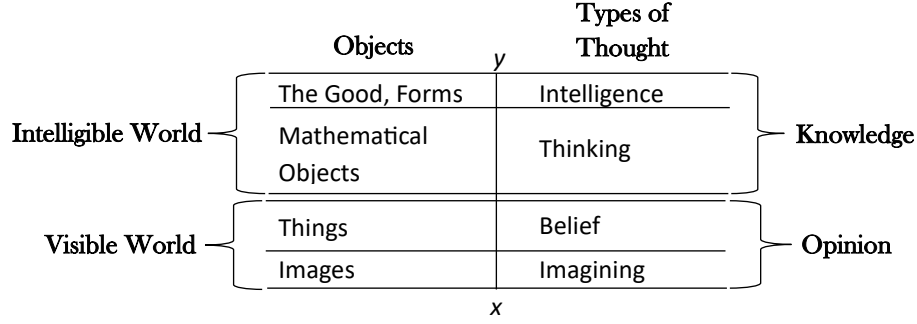 Types of
Objects Thought
y
The Good, Forms Intelligence
Intelligible World Mathematical Objects Thinking Knowledge
Things Belief
Visible World Opinion
Images Imagining
x